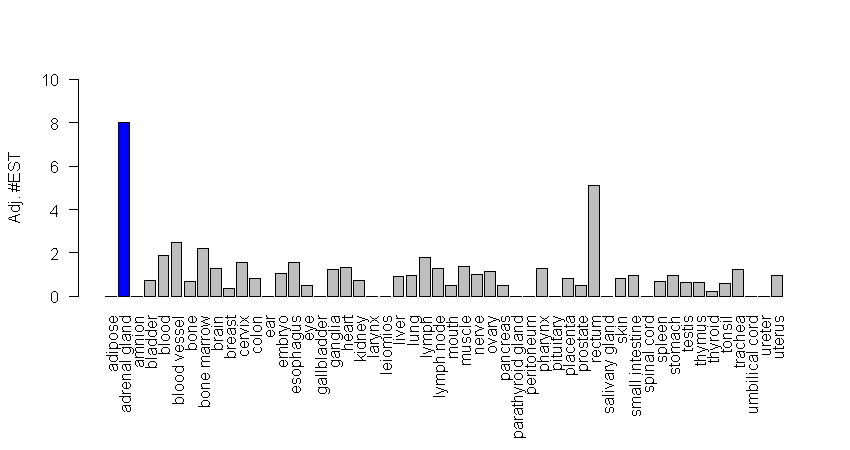 10
8
6
4
2
0
Adj. #EST
adipose
adrenal gland
amnion
bladder
blood
blood vessel
bone
bone marrow
brain
breast
cervix
colon
ear
embryo
esophagus
eye
gallbladder
ganglia
heart
kidney
larynx
leiomios
liver
lung
lymph
lymph node
mouth
muscle
nerve
ovary
pancreas
parathyroid gland
peritoneum
pharynx
pituitary
placenta
prostate
rectum
salivary gland
skin
small intestine
spinal cord
spleen
stomach
testis
thymus
thyroid
tonsil
trachea
umbilical cord
ureter
uterus